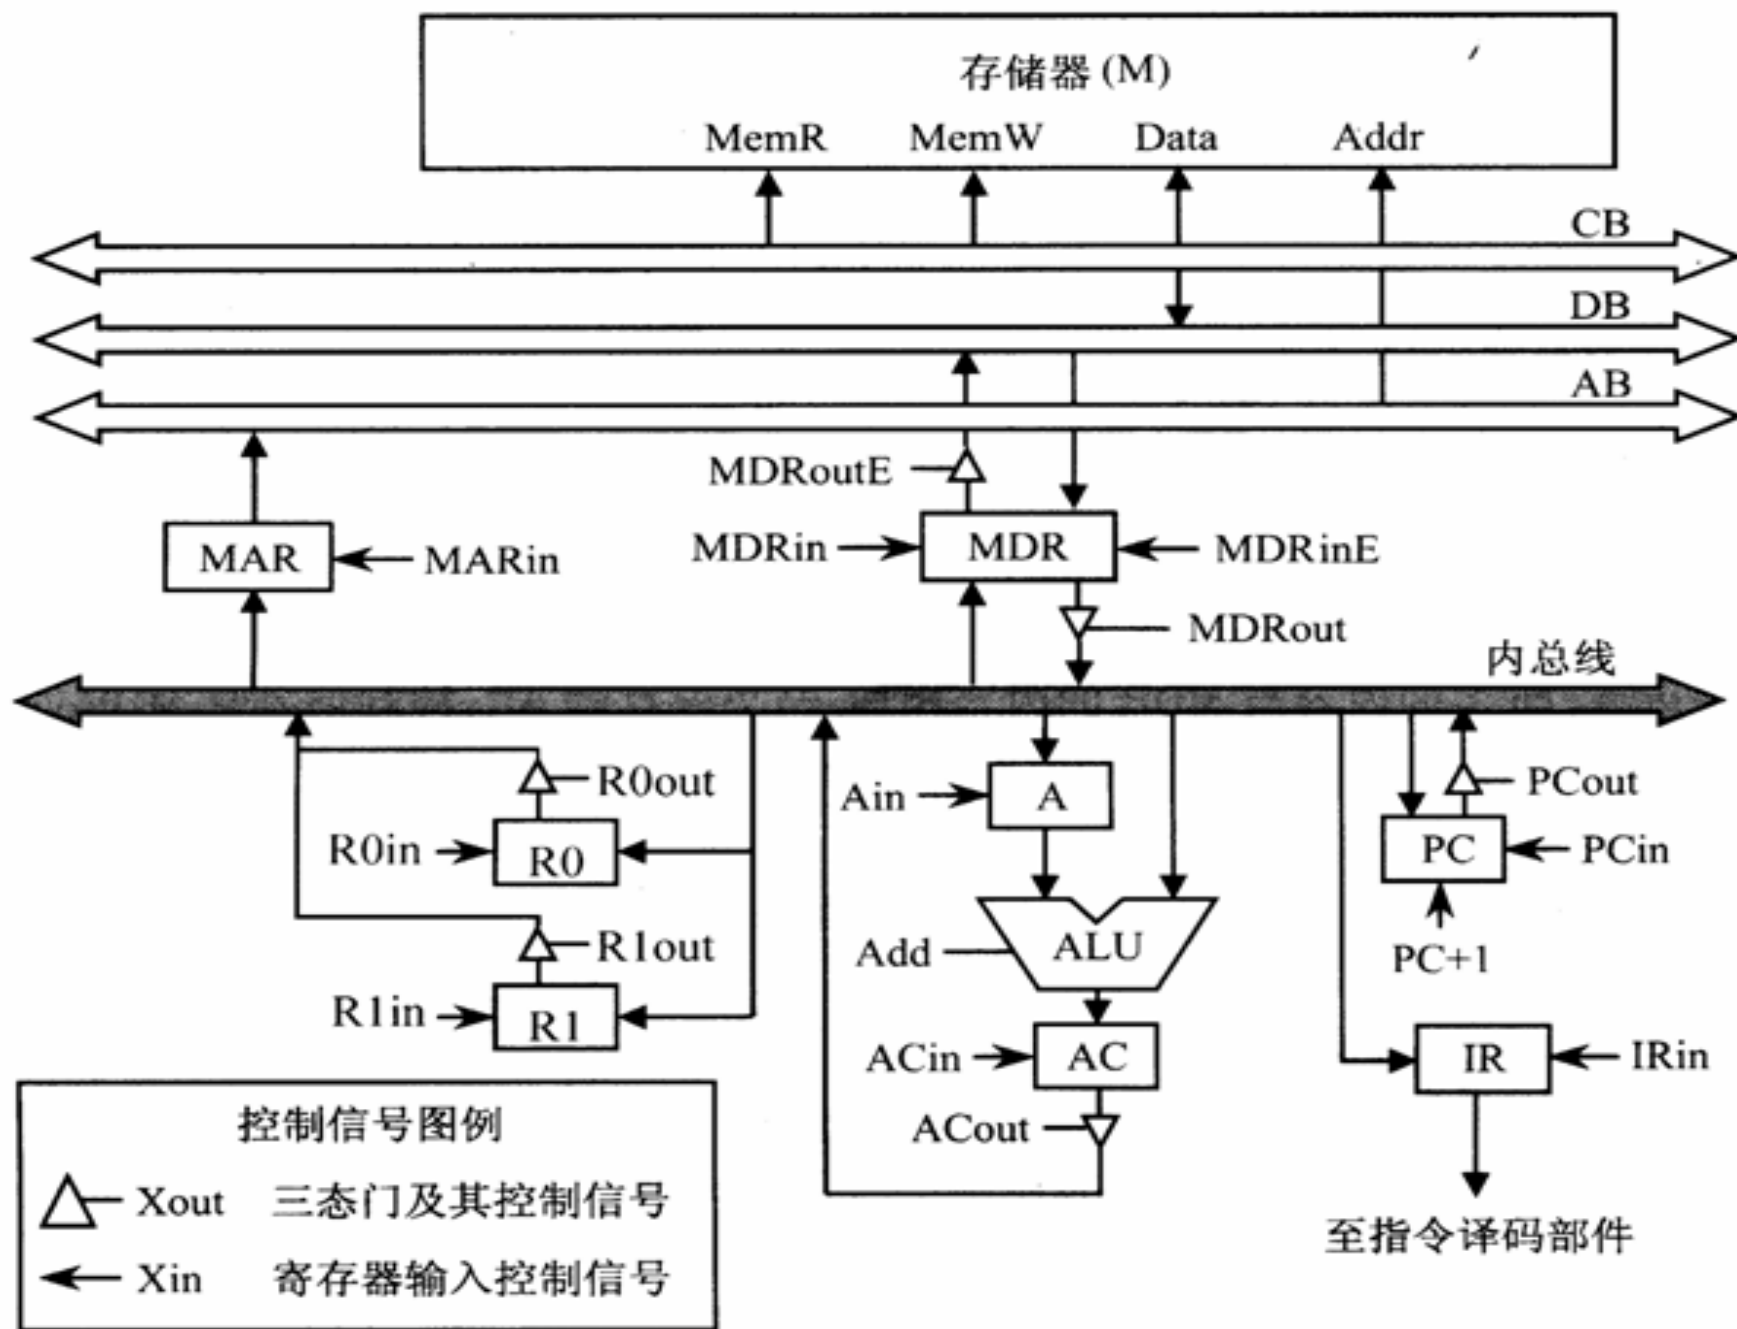 存储器(M)
MemR MemW Data Addr
CB
DB
AB
MDRoutE
MAR
MARin
MDRin
MDR
MDRinE
MDRout
内总线
R0out
R0in
R0
R1out
R1in
R1
Ain
A
Add
ALU
ACin
AC
ACout
PCout
PC
PCin
PC+1
IR
IRin
至指令译码部件
控制信号图例
Xout 三态门及其控制信号
Xin 寄存器输入控制信号